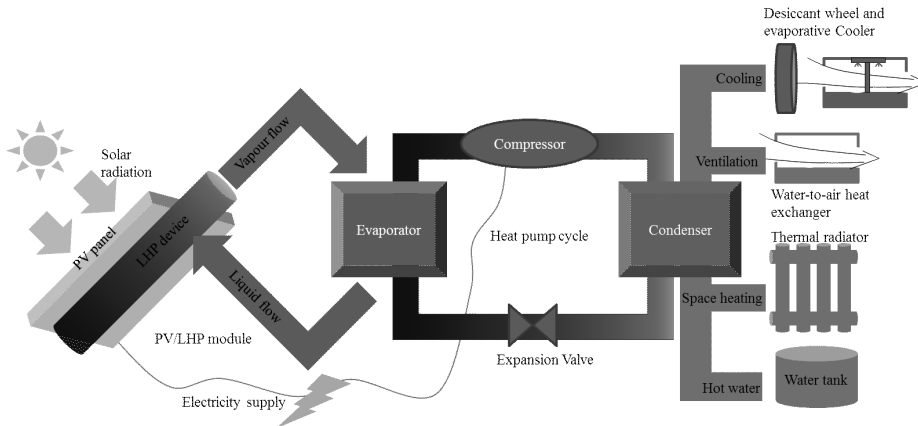 Desiccant wheel and
evaporative Cooler
Cooling
Solar
radiation
Vapour flow
Compressor
Ventilation
Water-to-air heat
exchanger
PV panel
LHP device
Evaporator
Heat pump cycle
Condenser
Thermal radiator
Liquid flow
Space heating
PV/LHP module
Expansion Valve
Electricity supply
Hot water
Water tank